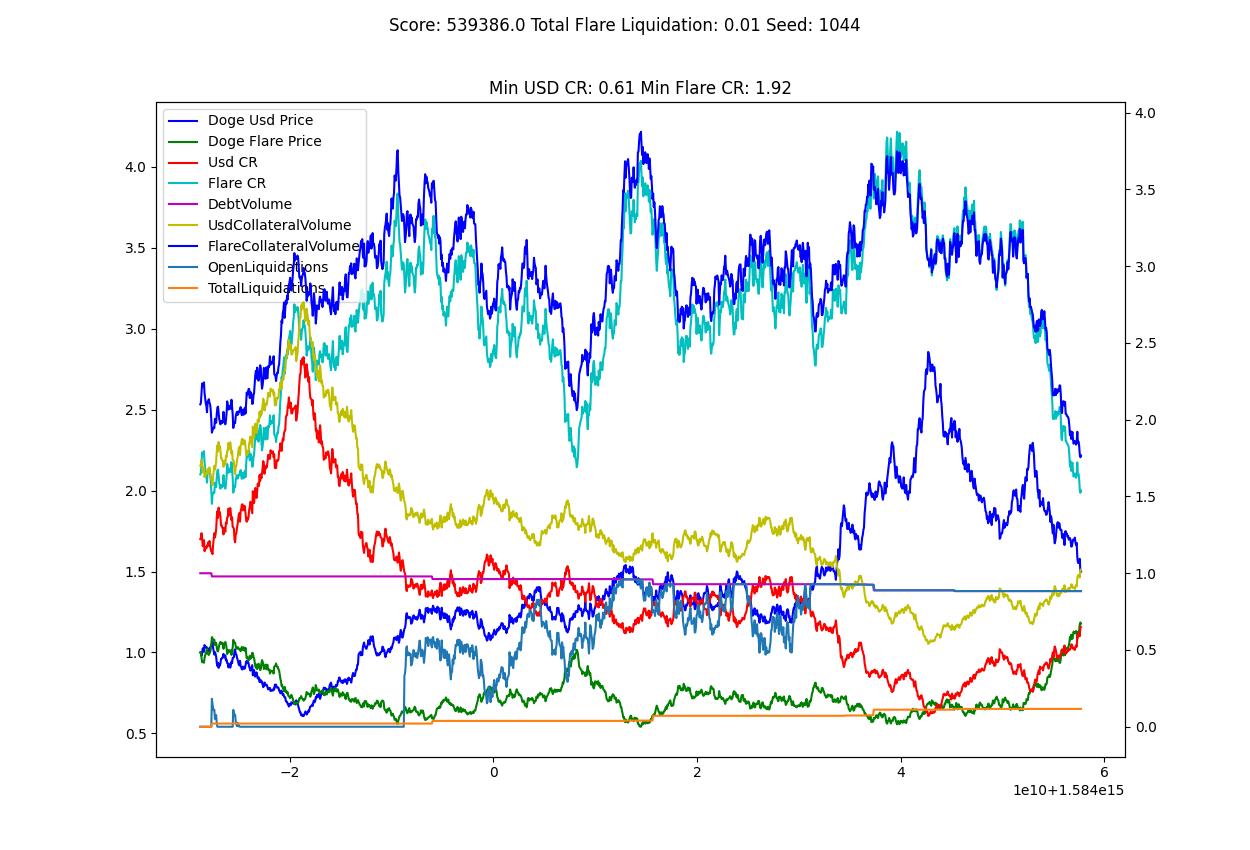 Score: 539386.0 Total Flare Liquidation: 0.01 Seed: 1044
Min USD CR: 0.61 Min Flare CR: 1.92
Doge Usd Price
Doge Flare Price
Usd CR
Flare CR
DebtVolume
UsdCollateralVolume
FlareCollateralVolume
OpenLiquidations
TotalLiquidations
4.0
3.5
3.0
2.5
2.0
1.5
1.0
0.5
4.0
3.5
3.0
2.5
2.0
1.5
1.0
0.5
0.0
−2 0 2 4 6
1e10+1.584e15